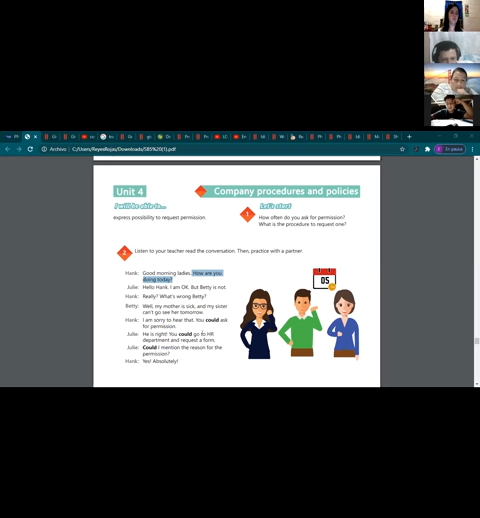 Archivo
C:/Users/ReyesRojas/Downloads/SB5%20(1).pdf
En pausa
Unit 4
Company procedures and policies
I will be able to...
express possibility to request permission.
1
Let's start
How often do you ask for permission?
What is the procedure to request one?
2
Listen to your teacher read the conversation. Then, practice with a partner.
Hank: Good morning ladies. How are you
doing today?
Julie: Hello Hank. I am OK. But Betty is not.
Hank: Really? What's wrong Betty?
Betty: Well, my mother is sick, and my sister
can't go see her tomorrow.
Hank: I am sorry to hear that. You could ask
for permission.
Julie: He is right! You could go to HR
department and request a form.
Julie: Could I mention the reason for the
permission?
Hank: Yes! Absolutely!
05